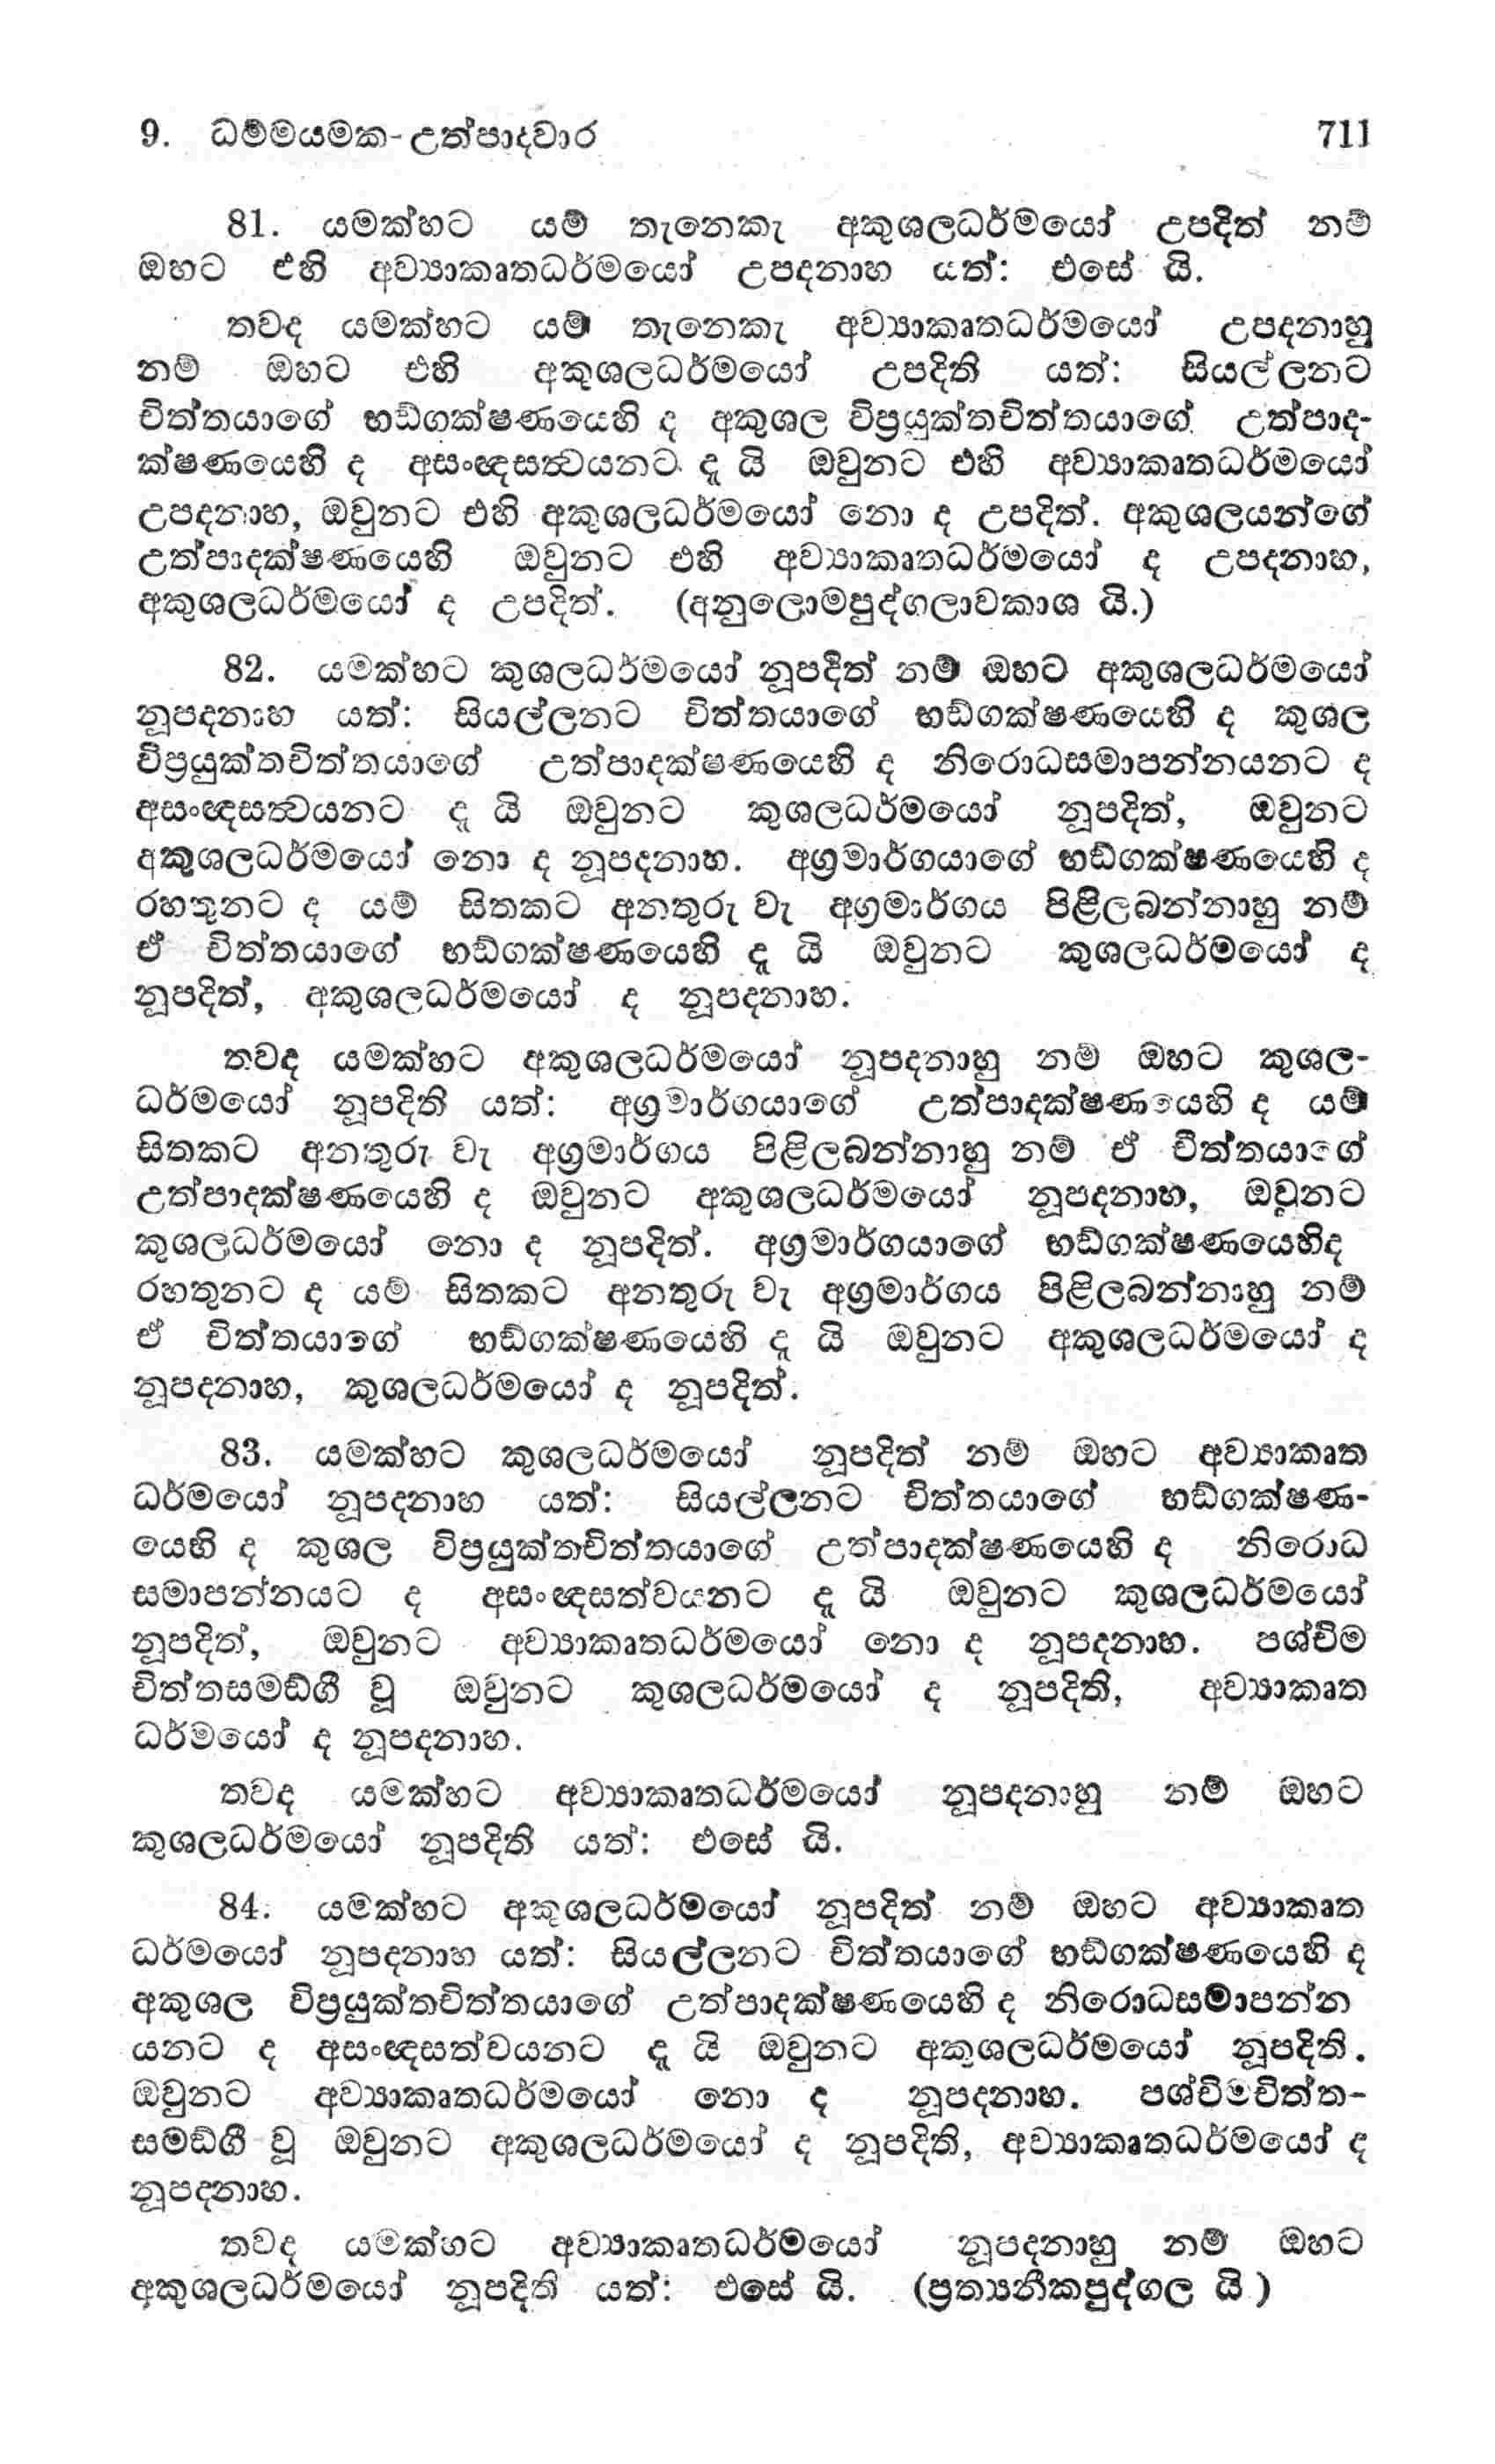 9. ධම්මයමක-උත්පාදවාර 711
81. යමක්හට යම් තැනෙකැ අකුශලධර්මයෝ උපදිත් නම්
ඔහට එහි අව්‍යාකෘතධර්මයෝ උපදනාහ යත්: එසේ යි.
තවද යමක්හට යම් තැනෙකැ අව්‍යාකෘතධර්මයෝ උපදනාහු
නම් ඔහට එහි අකුශලධර්මයෝ උපදිති යත්: සියල්ලනට
චිත්තයාගේ භඞ්ගක්ෂණයෙහි ද අකුශල විප්‍රයුක්තචිත්තයාගේ උත්පාද-
ක්ෂණයෙහි ද අසංඥසත්‍වයනට දැ යි ඔවුනට එහි අව්‍යාකෘතධර්මයෝ
උපදනාහ, ඔවුනට එහි අකුශලධර්මයෝ නො ද උපදිත්. අකුශලයන්ගේ
උත්පාදක්ෂණයෙහි ඔවුනට එහි අව්‍යාකෘතධර්මයෝ ද උපදනාහ,
අකුශලධර්මයෝ ද උපදිත්. (අනුලොමපුද්ගලාවකාශ යි.)
82. යමක්හට කුශලධර්මයෝ නූපදිත් නම් ඔහට අකුශලධර්මයෝ
නූපදනාහ යත්: සියල්ලනට චිත්තයාගේ භඞ්ගක්ෂණයෙහි ද කුශල
විප්‍රයුක්තචිත්තයාගේ උත්පාදක්ෂණයෙහි ද නිරොධසමාපන්නයනට ද
අසංඥසත්‍වයනට දැ යි ඔවුනට කුශලධර්මයෝ නූපදිත්, ඔවුනට
අකුශලධර්මයෝ නො ද නූපදනාහ. අග්‍රමාර්ගයාගේ භඞ්ගක්ෂණයෙහි ද
රහතුනට ද යම් සිතකට අනතුරු වැ අග්‍රමාර්ගය පිළිලබන්නාහු නම්
ඒ චිත්තයාගේ භඞ්ගක්ෂණයෙහි දැ යි ඔවුනට කුශලධර්මයෝ ද
නූපදිත්, අකුශලධර්මයෝ ද නූපදනාහ.
තවද යමක්හට අකුශලධර්මයෝ නූපදනාහු නම් ඔහට කුශල-
ධර්මයෝ නූපදිති යත්: අග්‍රමාර්ගයාගේ උත්පාදක්ෂණයෙහි ද යම්
සිතකට අනතුරු වැ අග්‍රමාර්ගය පිළිලබන්නාහු නම් ඒ චිත්තයාගේ
උත්පාදක්ෂණයෙහි ද ඔවුනට අකුශලධර්මයෝ නූපදනාහ, ඔවුනට
කුශලධර්මයෝ නො ද නූපදිත්. අග්‍රමාර්ගයාගේ භඞ්ගක්ෂණයෙහිද
රහතුනට ද යම් සිතකට අනතුරු වැ අග්‍රමාර්ගය පිළිලබන්නාහු නම්
ඒ චිත්තයාගේ භඞ්ගක්ෂණයෙහි දැ යි ඔවුනට අකුශලධර්මයෝ ද
නූපදනාහ, කුශලධර්මයෝ ද නූපදිත්.
83. යමක්හට කුශලධර්මයෝ නූපදිත් නම් ඔහට අව්‍යාකෘත
ධර්මයෝ නූපදනාහ යත්: සියල්ලනට චිත්තයාගේ භඞ්ගක්ෂණ-
යෙහි ද කුශල විප්‍රයුක්තචිත්තයාගේ උත්පාදක්ෂණයෙහි ද නිරොධ
සමාපන්නයට ද අසංඥසත්වයනට දැ යි ඔවුනට කුශලධර්මයෝ
නූපදිත්, ඔවුනට අව්‍යාකෘතධර්මයෝ නො ද නූපදනාහ. පශ්චිම
චිත්තසමඞ්ගී වූ ඔවුනට කුශලධර්මයෝ ද නූපදිති, අව්‍යාකෘත
ධර්මයෝ ද නූපදනාහ.
තවද යමක්හට අව්‍යාකෘතධර්මයෝ නූපදනාහු නම් ඔහට
කුශලධර්මයෝ නූපදිති යත්: එසේ යි.
84. යමක්හට අකුශලධර්මයෝ නූපදිත් නම් ඔහට අව්‍යාකෘත
ධර්මයෝ නූපදනාහ යත්: සියල්ලනට චිත්තයාගේ භඞ්ගක්ෂණයෙහි ද
අකුශල විප්‍රයුක්තචිත්තයාගේ උත්පාදක්ෂණයෙහි ද නිරොධසමාපන්න
යනට ද අසංඥසත්වයනට දැ යි ඔවුනට අකුශලධර්මයෝ නූපදිති.
ඔවුනට අව්‍යාකෘතධර්මයෝ නො ද නූපදනාහ. පශ්චිමචිත්ත-
සමඞ්ගී වූ ඔවුනට අකුශලධර්මයෝ ද නූපදිති, අව්‍යාකෘතධර්මයෝ ද
නූපදනාහ.
තවද යමක්හට අව්‍යාකෘතධර්මයෝ නූපදනාහු නම් ඔහට
අකුශලධර්මයෝ නූපදිති යත්: එසේ යි. (ප්‍රත්‍යනීකපුද්ගල යි )